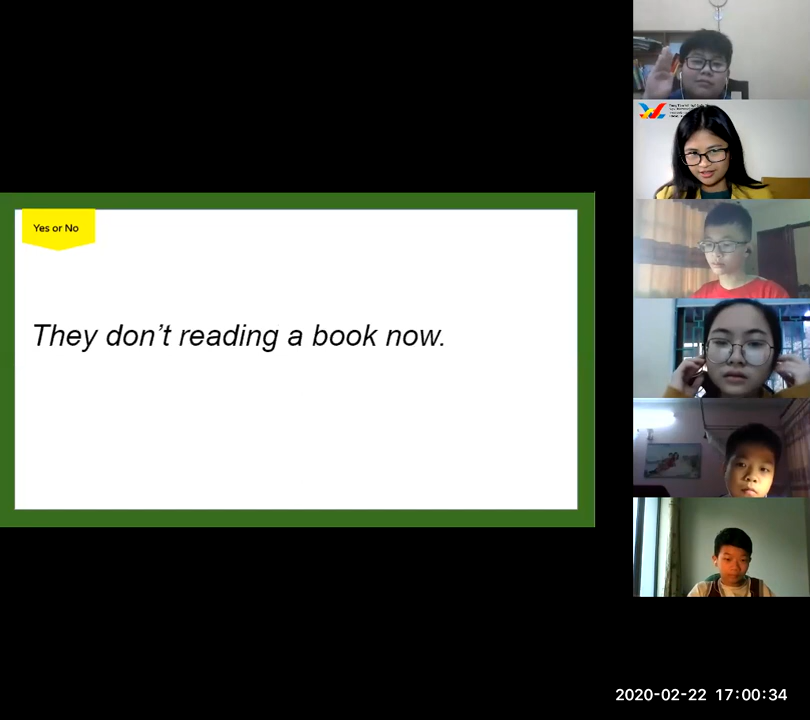 Yes or No
They don't reading a book now.
2020-02-22 17:00:34